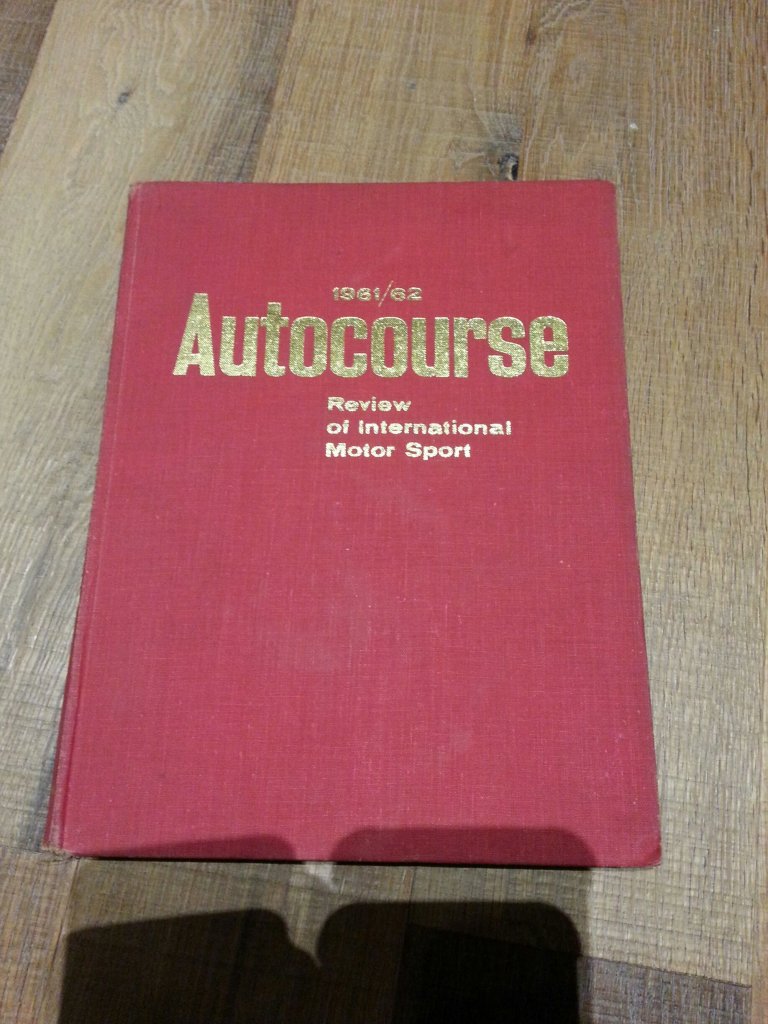 1961/62
Autocourse
Review
of International
Motor Sport